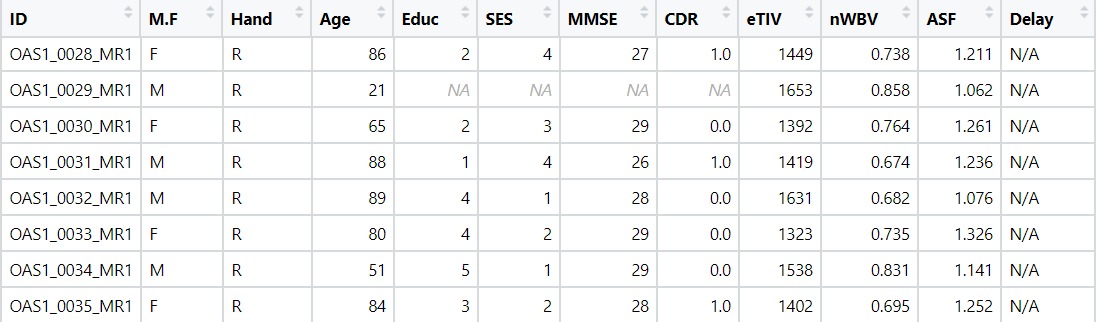 ID M.F Hand Age Educ SES MMSE CDR eTIV nWBV ASF Delay
OAS1_0028_MR1 F R 86 2 4 27 1.0 1449 0.738 1.211 N/A
OAS1_0029_MR1 M R 21 NA NA NA NA 1653 0.858 1.062 N/A
OAS1_0030_MR1 F R 65 2 3 29 0.0 1392 0.764 1.261 N/A
OAS1_0031_MR1 M R 88 1 4 26 1.0 1419 0.674 1.236 N/A
OAS1_0032_MR1 M R 89 4 1 28 0.0 1631 0.682 1.076 N/A
OAS1_0033_MR1 F R 80 4 2 29 0.0 1323 0.735 1.326 N/A
OAS1_0034_MR1 M R 51 5 1 29 0.0 1538 0.831 1.141 N/A
OAS1_0035_MR1 F R 84 3 2 28 1.0 1402 0.695 1.252 N/A